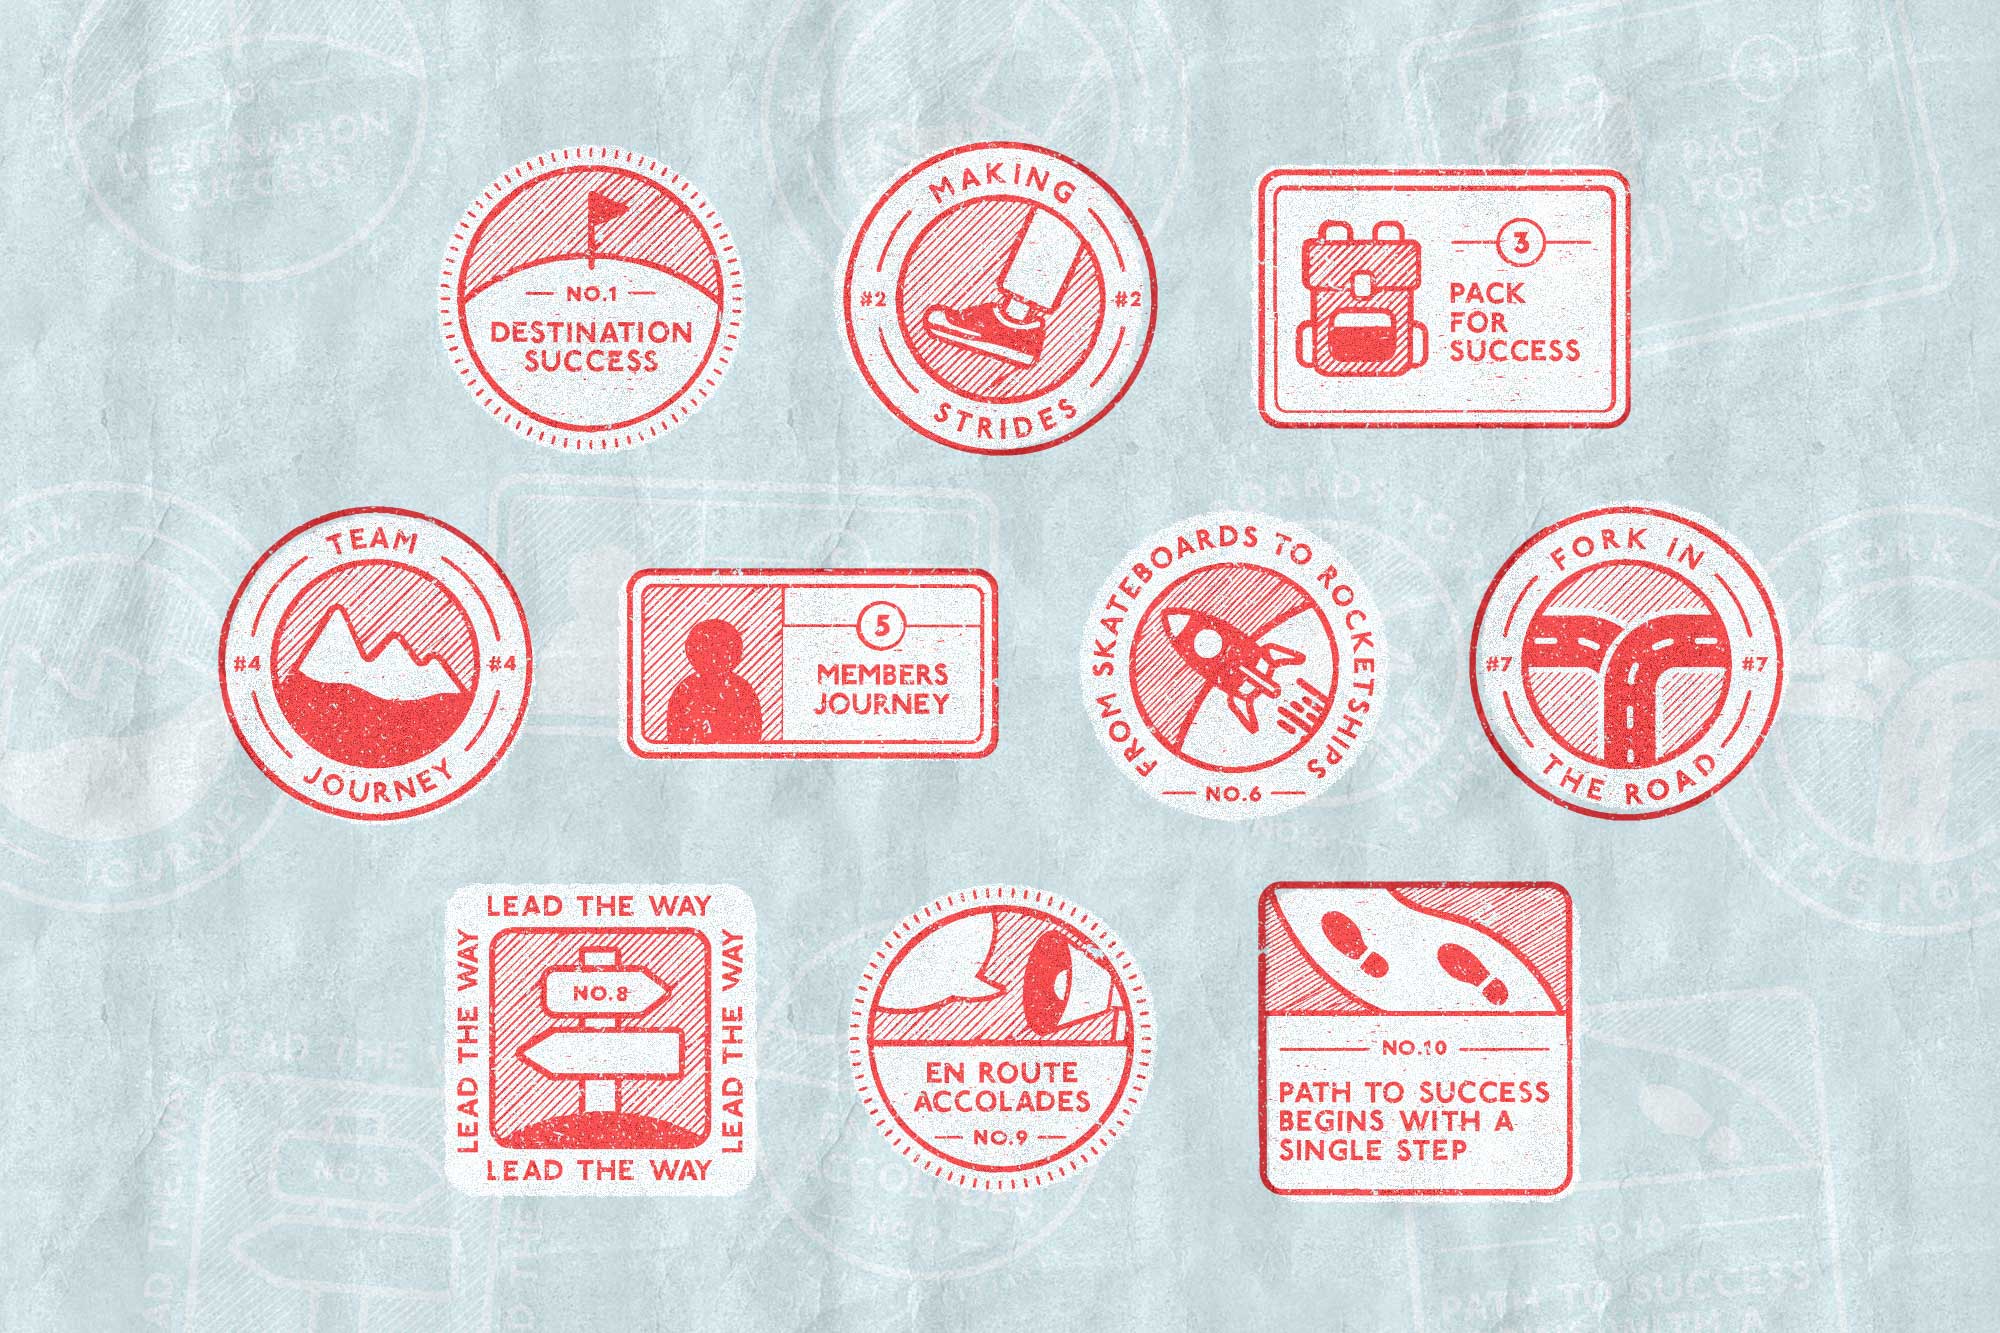 NO.1
DESTINATION
SUCCESS
MAKING
#2 #2
STRIDES
3
PACK
FOR
SUCCESS
TEAM
#4 #4
JOURNEY
5
MEMBERS
JOURNEY
FROM SKATEBOARDS TO ROCKETSHIPS
NO.6
FORK IN
#7 #7
THE ROAD
LEAD THE WAY
LEAD THE WAY
NO.8
LEAD THE WAY
LEAD THE WAY
EN ROUTE
ACCOLADES
NO.9
NO.10
PATH TO SUCCESS
BEGINS WITH A
SINGLE STEP